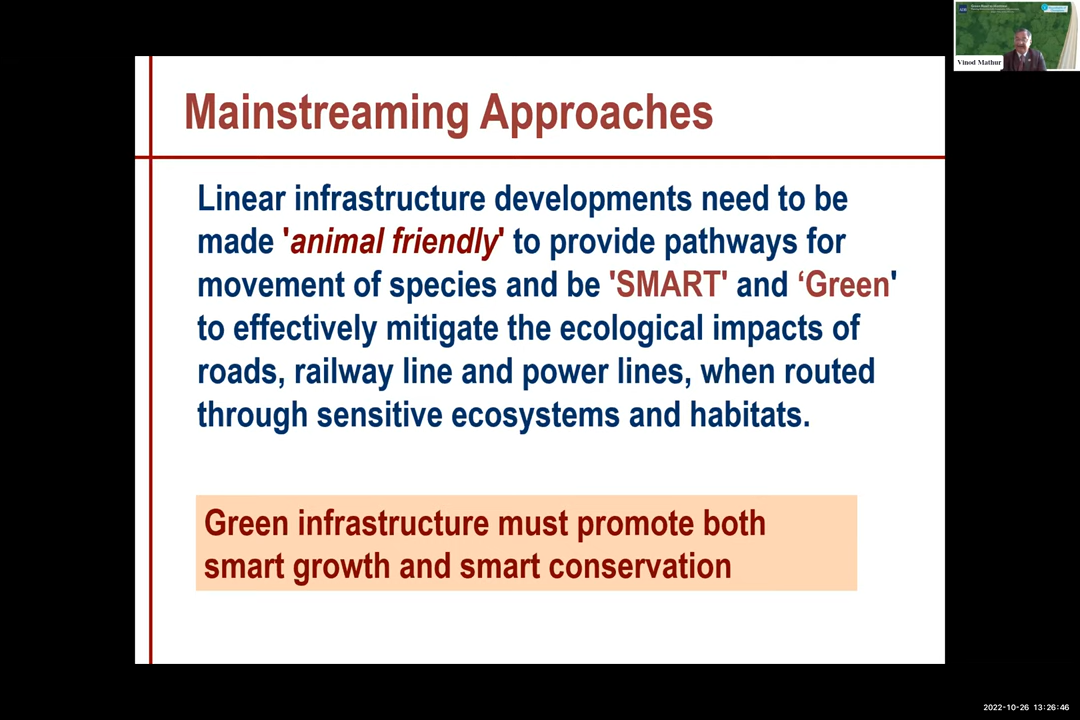 Mainstreaming Approaches
Linear infrastructure developments need to be
made 'animal friendly' to provide pathways for
movement of species and be 'SMART' and ‘Green'
to effectively mitigate the ecological impacts of
roads, railway line and power lines, when routed
through sensitive ecosystems and habitats.
Green infrastructure must promote both
smart growth and smart conservation
Vinod Mathur
2022-10-26 13:26:46